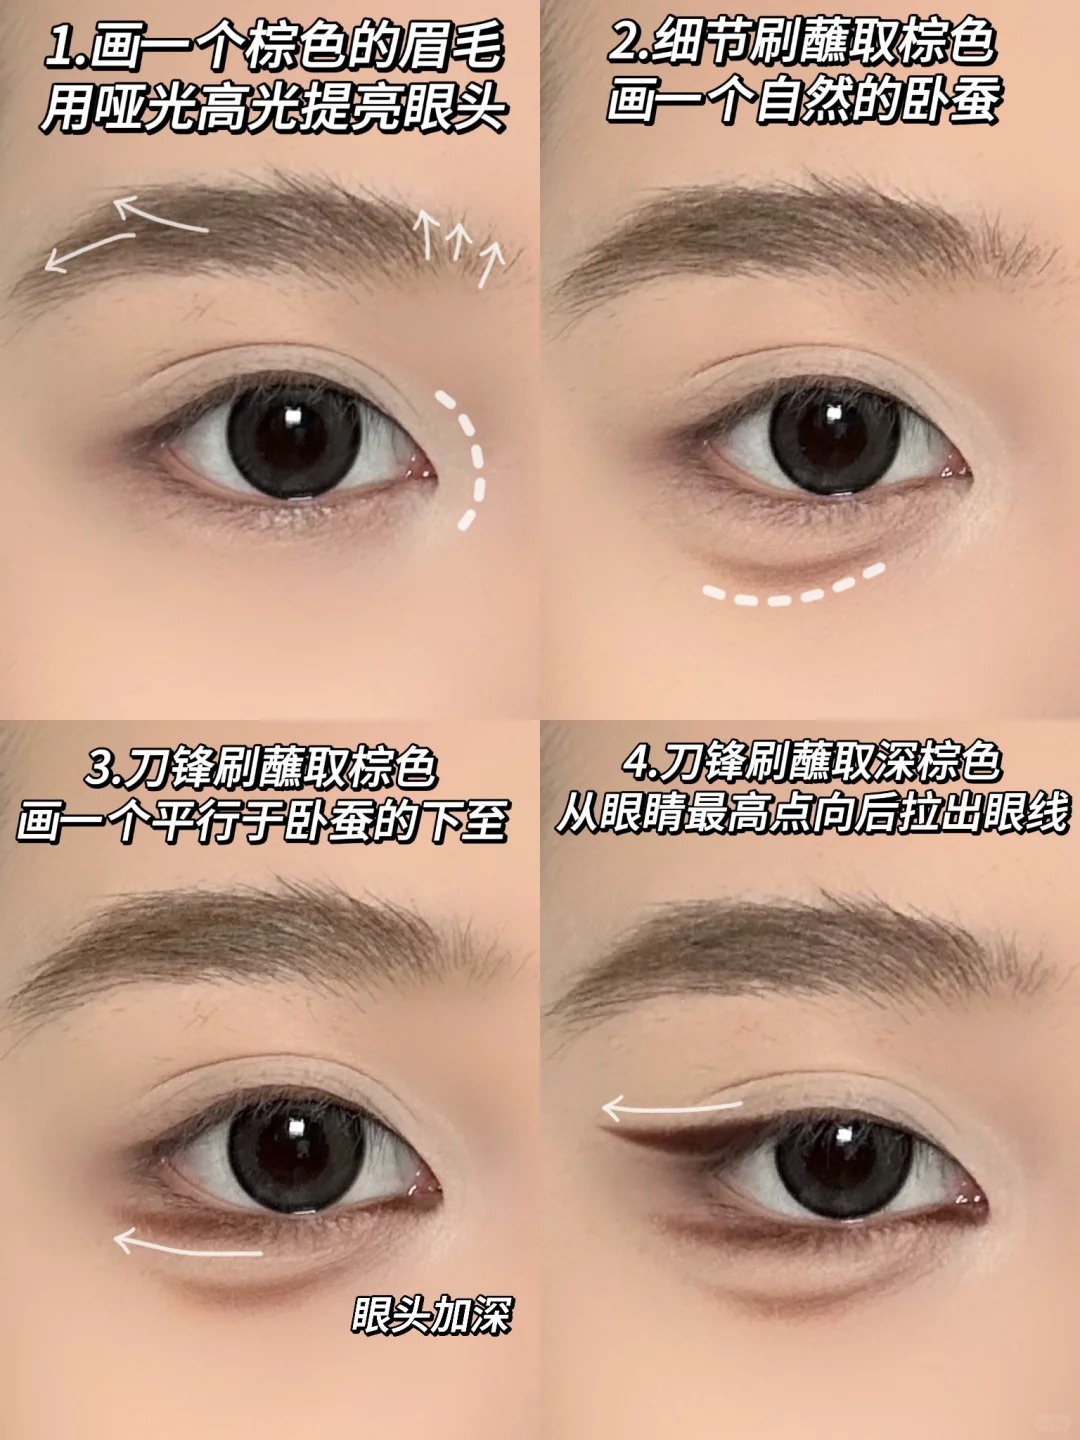 1.画一个棕色的眉毛
用哑光高光提亮眼头
2.细节刷蘸取棕色
画一个自然的卧蚕
3.刀锋刷蘸取棕色
画一个平行于卧蚕的下至
眼头加深
4.刀锋刷蘸取深棕色
从眼睛最高点向后拉出眼线